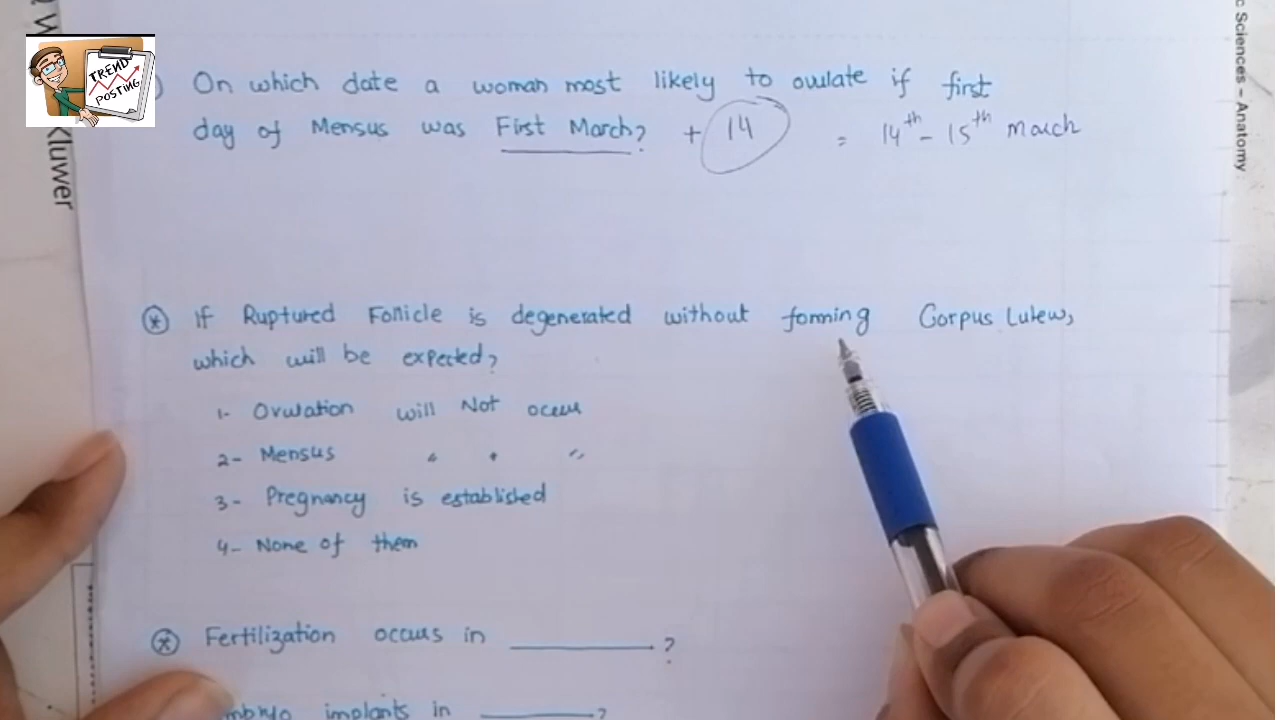 TREND
POSTING
c Sciences – Anatomy
Kluwer
On which date a woman most likely to ovulate if first
day of Mensus was First March? + 14 = 14th - 15th March
If Ruptured Follicle is degenerated without forming Corpus Luteum,
which will be expected?
1- Ovulation will Not occur
2- Mensus " " "
3- Pregnancy is established
4- None of them
Fertilization occurs in ________?
mbryo implants in ________?